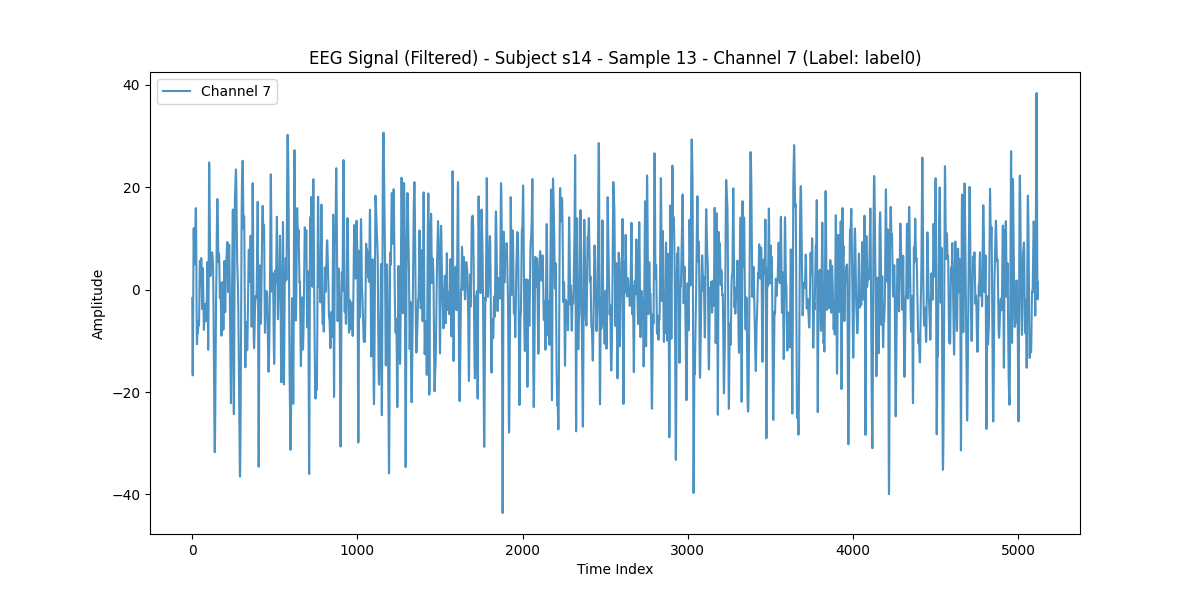 EEG Signal (Filtered) - Subject s14 - Sample 13 - Channel 7 (Label: label0)
Channel 7
Amplitude
40
20
0
−20
−40
0 1000 2000 3000 4000 5000
Time Index